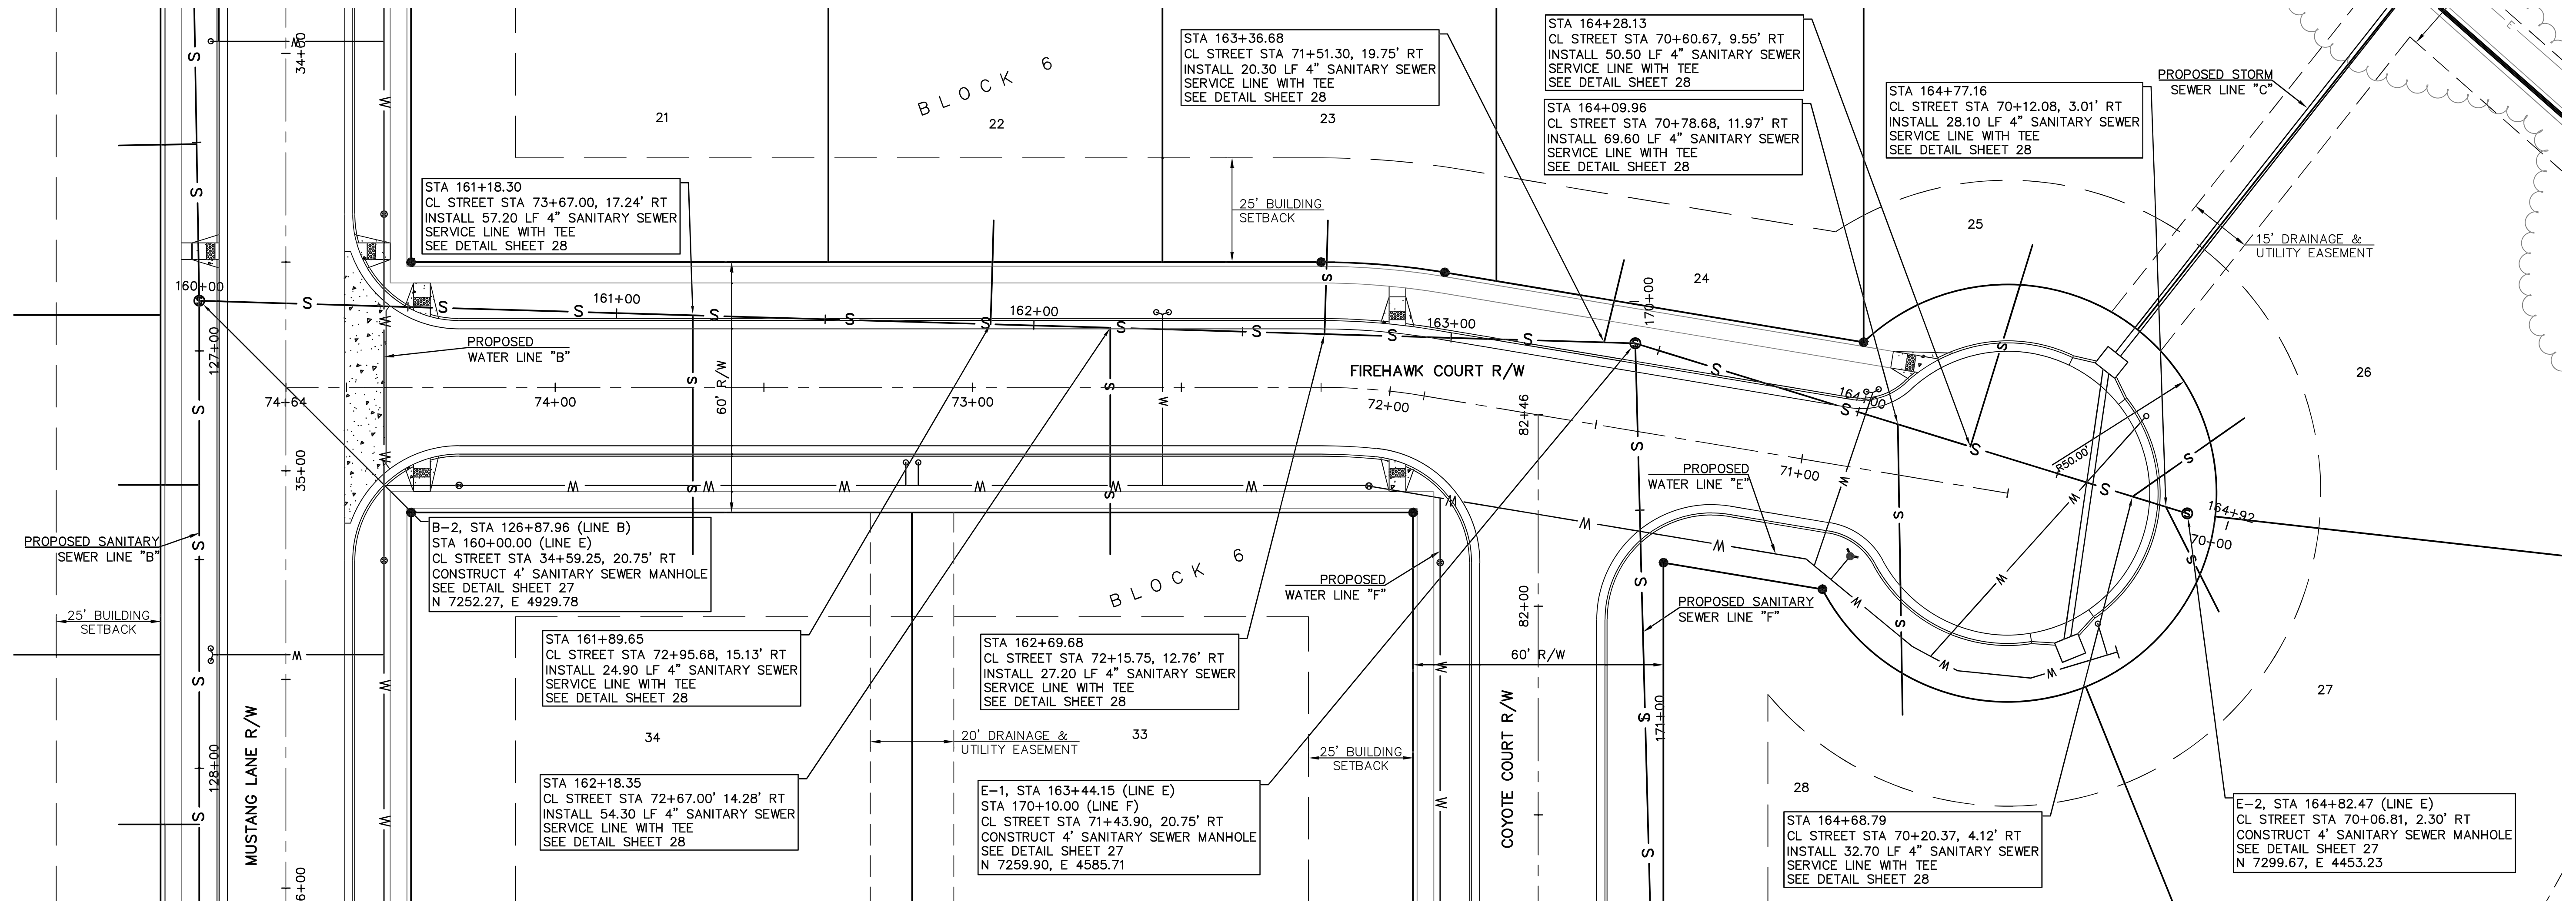 STA 163+36.68
CL STREET STA 71+51.30, 19.75' RT
INSTALL 20.30 LF 4" SANITARY SEWER
SERVICE LINE WITH TEE
SEE DETAIL SHEET 28
STA 164+28.13
CL STREET STA 70+60.67, 9.55' RT
INSTALL 50.50 LF 4" SANITARY SEWER
SERVICE LINE WITH TEE
SEE DETAIL SHEET 28
STA 164+09.96
CL STREET STA 70+78.68, 11.97' RT
INSTALL 69.60 LF 4" SANITARY SEWER
SERVICE LINE WITH TEE
SEE DETAIL SHEET 28
STA 164+77.16
CL STREET STA 70+12.08, 3.01' RT
INSTALL 28.10 LF 4" SANITARY SEWER
SERVICE LINE WITH TEE
SEE DETAIL SHEET 28
PROPOSED STORM
SEWER LINE "C"
BLOCK 6
21
22
23
24
25
26
27
28
STA 161+18.30
CL STREET STA 73+67.00, 17.24' RT
INSTALL 57.20 LF 4" SANITARY SEWER
SERVICE LINE WITH TEE
SEE DETAIL SHEET 28
25' BUILDING
SETBACK
15' DRAINAGE &
UTILITY EASEMENT
160+00
161+00
162+00
163+00
164+00
164+92
170+00
171+00
127+00
128+00
34+60
35+00
6+00
PROPOSED
WATER LINE "B"
60' R/W
FIREHAWK COURT R/W
74+64
74+00
73+00
72+00
71+00
70+00
82+46
82+00
R50.00'
PROPOSED
WATER LINE "E"
PROPOSED SANITARY
SEWER LINE "B"
B-2, STA 126+87.96 (LINE B)
STA 160+00.00 (LINE E)
CL STREET STA 34+59.25, 20.75' RT
CONSTRUCT 4' SANITARY SEWER MANHOLE
SEE DETAIL SHEET 27
N 7252.27, E 4929.78
BLOCK 6
PROPOSED
WATER LINE "F"
PROPOSED SANITARY
SEWER LINE "F"
25' BUILDING
SETBACK
STA 161+89.65
CL STREET STA 72+95.68, 15.13' RT
INSTALL 24.90 LF 4" SANITARY SEWER
SERVICE LINE WITH TEE
SEE DETAIL SHEET 28
STA 162+69.68
CL STREET STA 72+15.75, 12.76' RT
INSTALL 27.20 LF 4" SANITARY SEWER
SERVICE LINE WITH TEE
SEE DETAIL SHEET 28
60' R/W
34
33
20' DRAINAGE &
UTILITY EASEMENT
25' BUILDING
SETBACK
MUSTANG LANE R/W
COYOTE COURT R/W
STA 162+18.35
CL STREET STA 72+67.00' 14.28' RT
INSTALL 54.30 LF 4" SANITARY SEWER
SERVICE LINE WITH TEE
SEE DETAIL SHEET 28
E-1, STA 163+44.15 (LINE E)
STA 170+10.00 (LINE F)
CL STREET STA 71+43.90, 20.75' RT
CONSTRUCT 4' SANITARY SEWER MANHOLE
SEE DETAIL SHEET 27
N 7259.90, E 4585.71
STA 164+68.79
CL STREET STA 70+20.37, 4.12' RT
INSTALL 32.70 LF 4" SANITARY SEWER
SERVICE LINE WITH TEE
SEE DETAIL SHEET 28
E-2, STA 164+82.47 (LINE E)
CL STREET STA 70+06.81, 2.30' RT
CONSTRUCT 4' SANITARY SEWER MANHOLE
SEE DETAIL SHEET 27
N 7299.67, E 4453.23